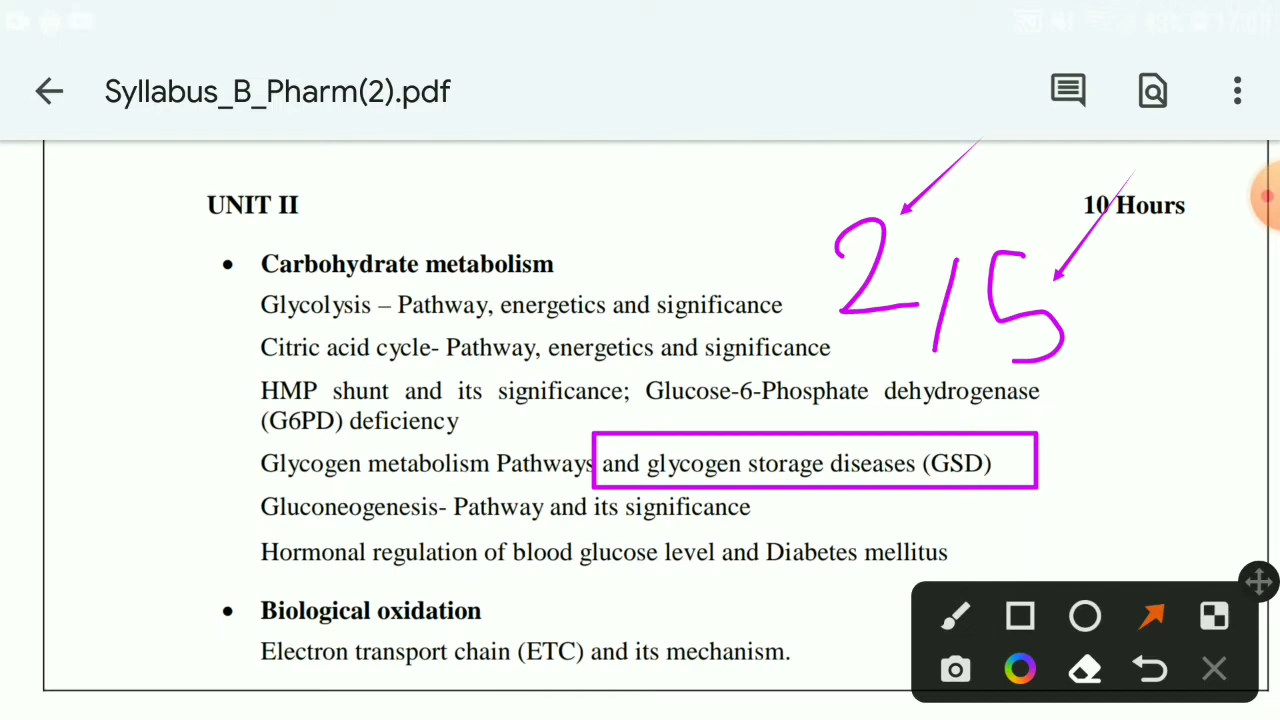 Syllabus_B_Pharm(2).pdf
UNIT II 10 Hours
• Carbohydrate metabolism
Glycolysis – Pathway, energetics and significance
2/5
Citric acid cycle- Pathway, energetics and significance
HMP shunt and its significance; Glucose-6-Phosphate dehydrogenase
(G6PD) deficiency
Glycogen metabolism Pathways and glycogen storage diseases (GSD)
Gluconeogenesis- Pathway and its significance
Hormonal regulation of blood glucose level and Diabetes mellitus
• Biological oxidation
Electron transport chain (ETC) and its mechanism.